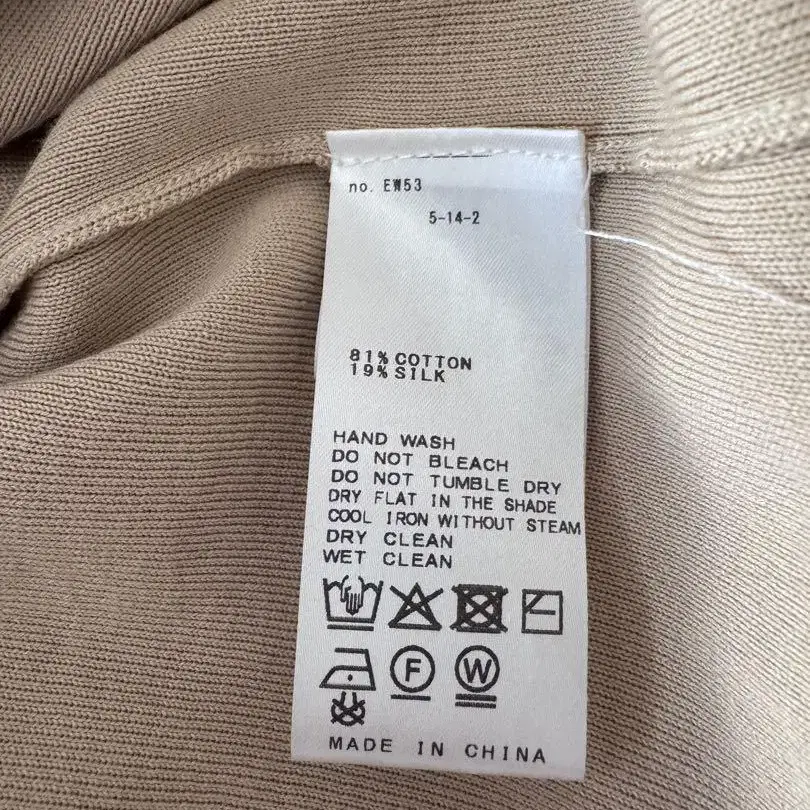 no. EW53
5-14-2
81% COTTON
19% SILK
HAND WASH
DO NOT BLEACH
DO NOT TUMBLE DRY
DRY FLAT IN THE SHADE
COOL IRON WITHOUT STEAM
DRY CLEAN
WET CLEAN
F W
MADE IN CHINA